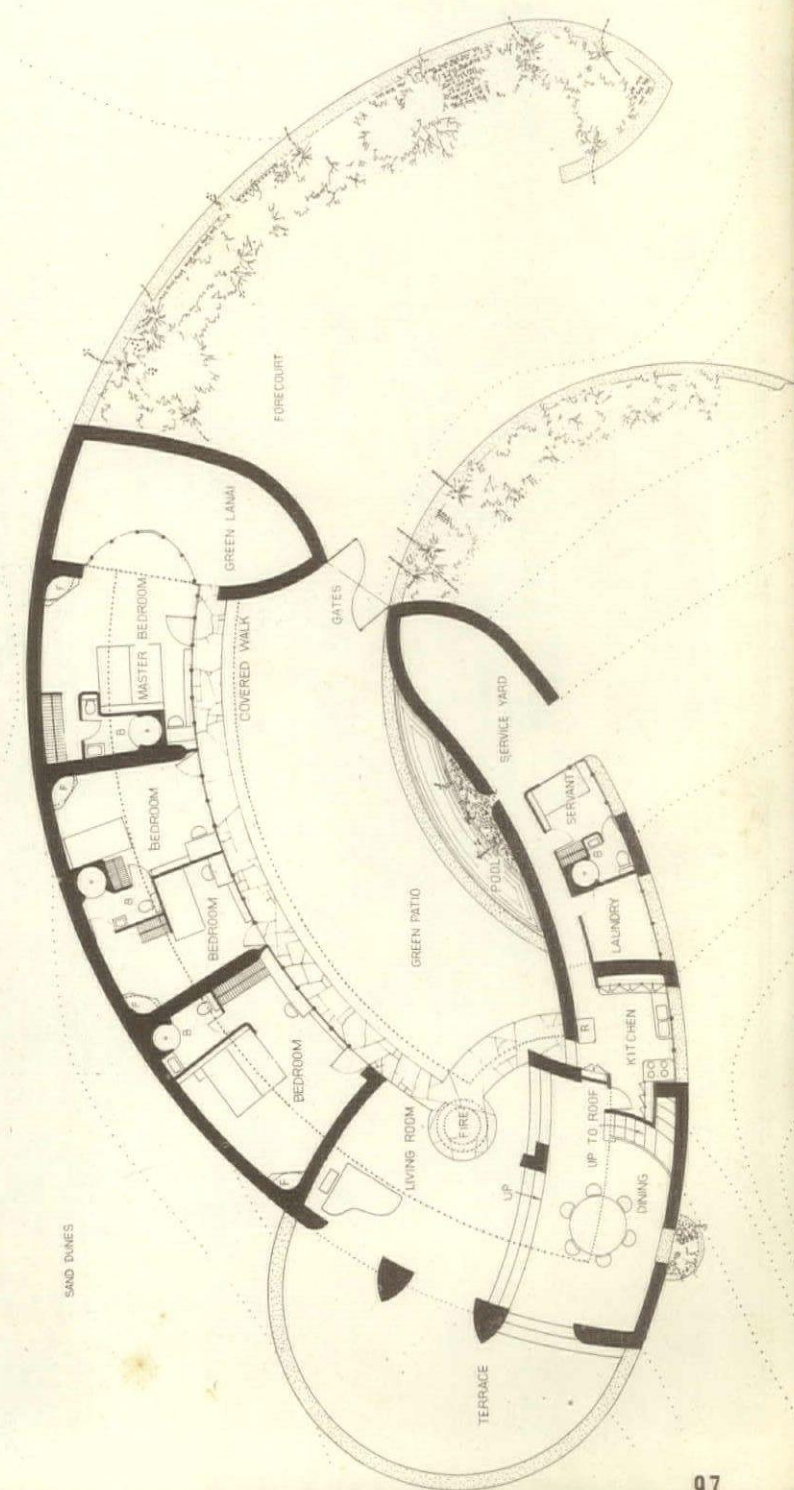 FORECOURT
GREEN LANAI
GATES
F
MASTER BEDROOM
COVERED WALK
B
SERVICE YARD
F
BEDROOM
SERVANT
B
B
POOL
GREEN PATIO
BEDROOM
LAUNDRY
F
B
R
KITCHEN
BEDROOM
FIRE
UP TO ROOF
LIVING ROOM
F
UP
DINING
SAND DUNES
TERRACE
97